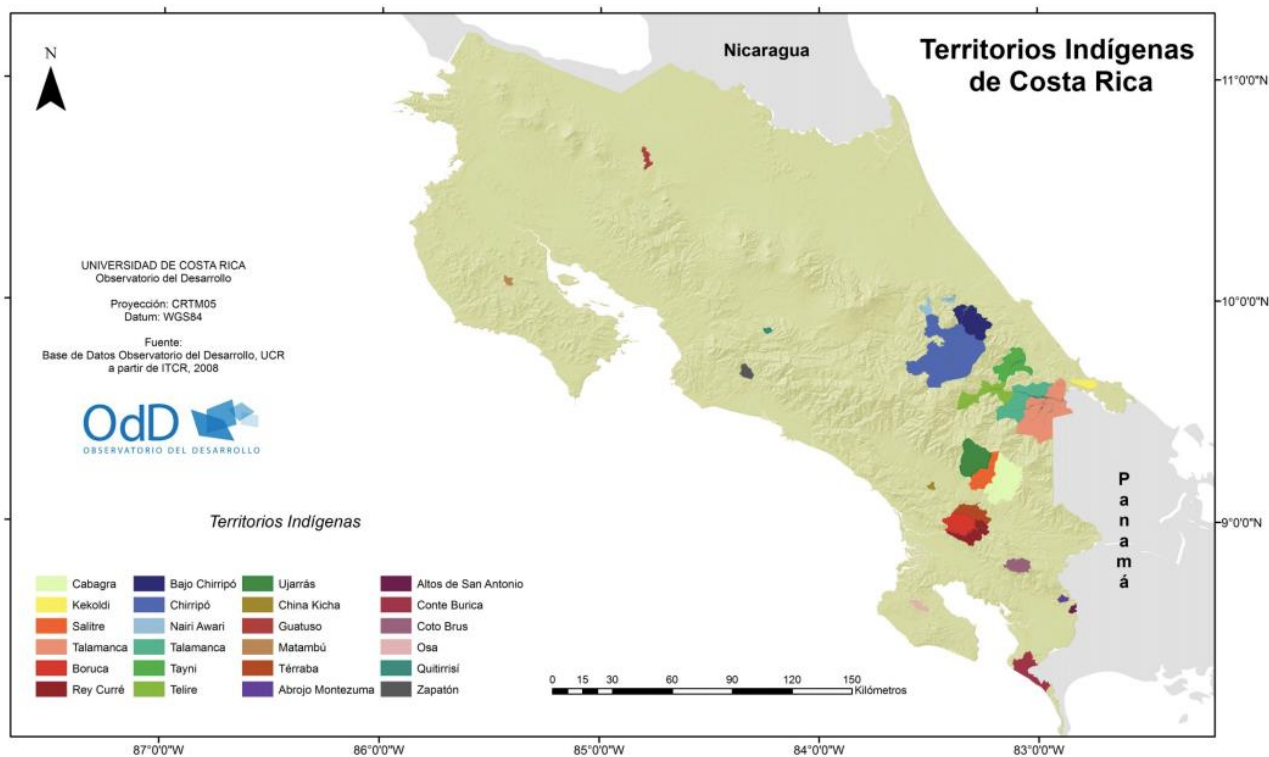 Territorios Indígenas
de Costa Rica
Nicaragua
N
11°0'0"N
10°0'0"N
9°0'0"N
UNIVERSIDAD DE COSTA RICA
Observatorio del Desarrollo
Proyección: CRTM05
Datum: WGS84
Fuente:
Base de Datos Observatorio del Desarrollo, UCR
a partir de ITCR, 2008
OdD
OBSERVATORIO DEL DESARROLLO
Panamá
Territorios Indígenas
Cabagra
Kekoldi
Salitre
Talamanca
Boruca
Rey Curré
Bajo Chirripó
Chirripó
Nairi Awari
Talamanca
Tayni
Telire
Ujarrás
China Kicha
Guatuso
Matambú
Térraba
Abrojo Montezuma
Altos de San Antonio
Conte Burica
Coto Brus
Osa
Quitirrisí
Zapatón
0 15 30 60 90 120 150
Kilómetros
87°0'0"W 86°0'0"W 85°0'0"W 84°0'0"W 83°0'0"W